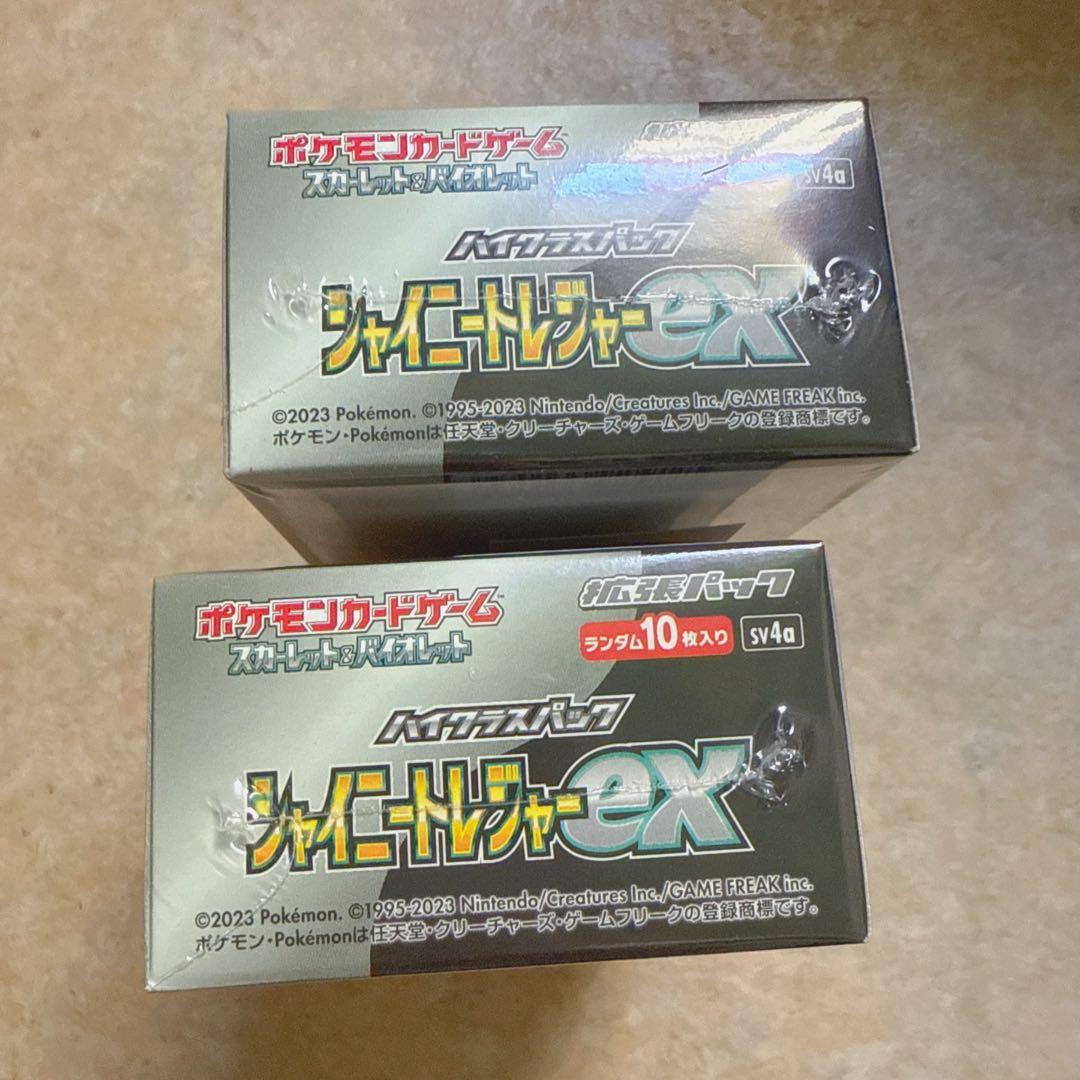 ポケモンカードゲーム™
スカーレット&バイオレット
sv4a
ハイクラスパック
シャイニートレジャーex
©2023 Pokémon. ©1995-2023 Nintendo/Creatures Inc./GAME FREAK inc.
ポケモン・Pokémonは任天堂・クリーチャーズ・ゲームフリークの登録商標です。
ポケモンカードゲーム™
スカーレット&バイオレット
拡張パック
ランダム10枚入り
sv4a
ハイクラスパック
シャイニートレジャーex
©2023 Pokémon. ©1995-2023 Nintendo/Creatures Inc./GAME FREAK inc.
ポケモン・Pokémonは任天堂・クリーチャーズ・ゲームフリークの登録商標です。